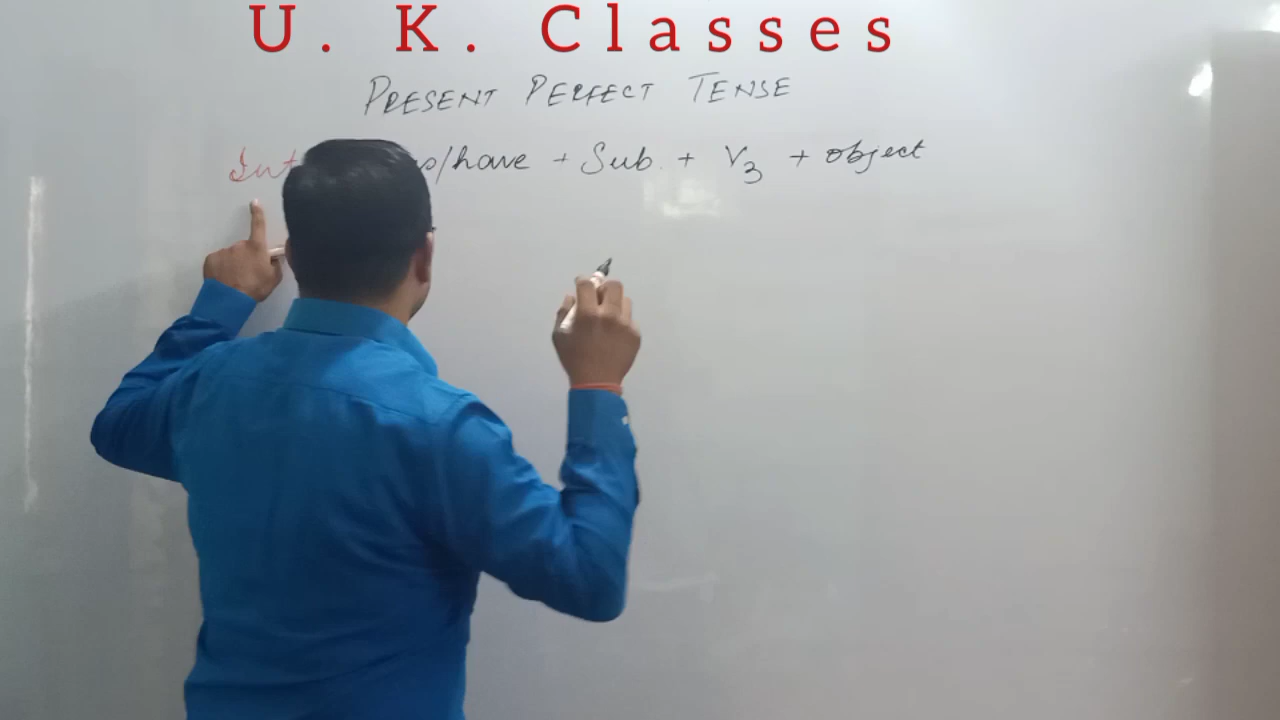 U. K. Classes
PRESENT PERFECT TENSE
/have + Sub. + V3 + object